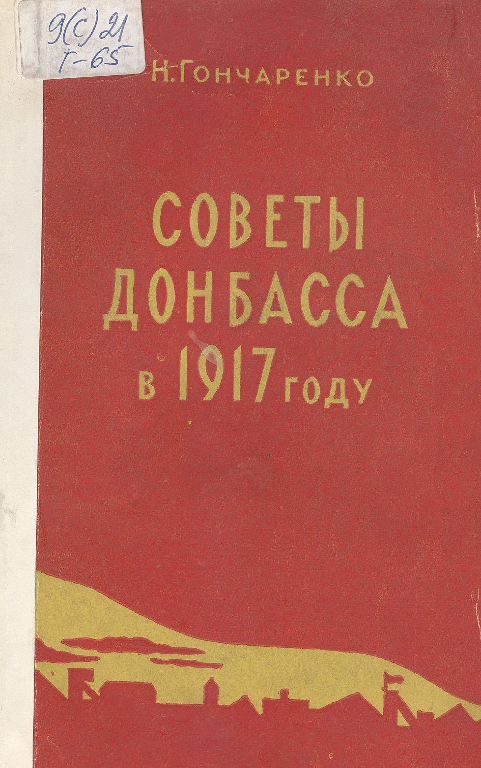 9(с)21
Г-65
Н. ГОНЧАРЕНКО
СОВЕТЫ
ДОНБАССА
В 1917 ГОДУ